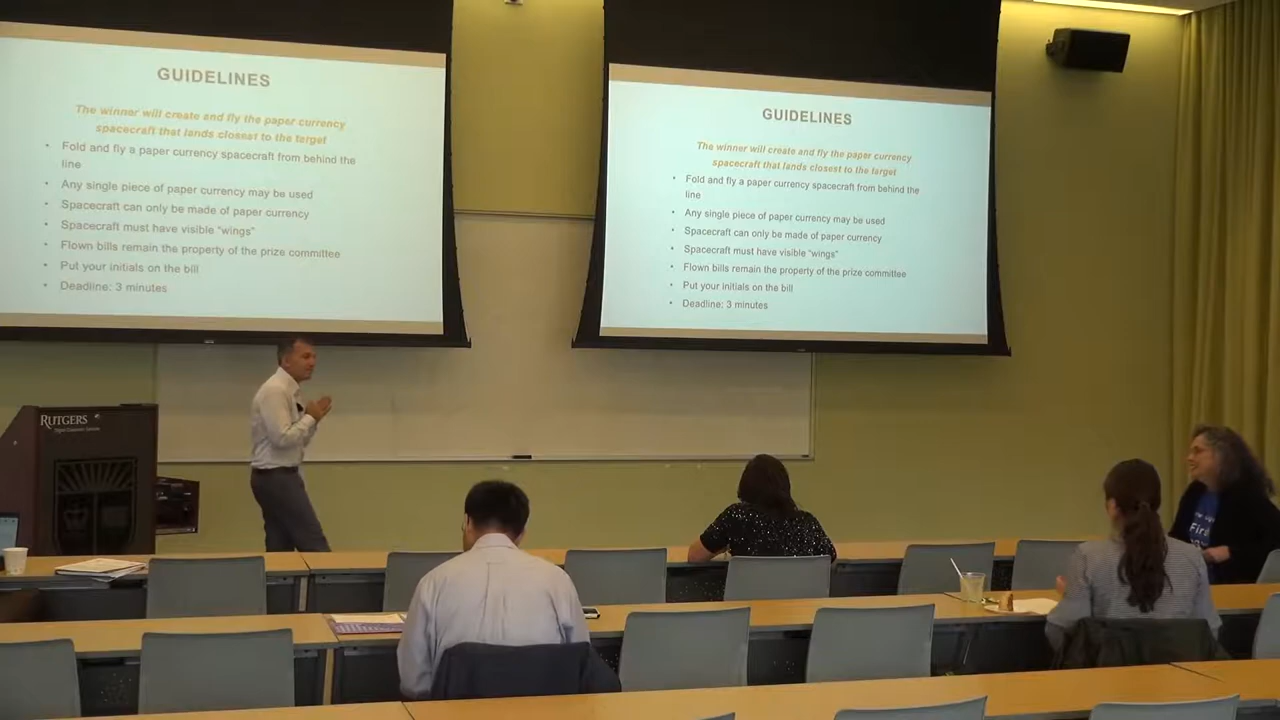 GUIDELINES
The winner will create and fly the paper currency
spacecraft that lands closest to the target
• Fold and fly a paper currency spacecraft from behind the
line
• Any single piece of paper currency may be used
• Spacecraft can only be made of paper currency
• Spacecraft must have visible "wings"
• Flown bills remain the property of the prize committee
• Put your initials on the bill
• Deadline: 3 minutes
GUIDELINES
The winner will create and fly the paper currency
spacecraft that lands closest to the target
• Fold and fly a paper currency spacecraft from behind the
line
• Any single piece of paper currency may be used
• Spacecraft can only be made of paper currency
• Spacecraft must have visible "wings"
• Flown bills remain the property of the prize committee
• Put your initials on the bill
• Deadline: 3 minutes
RUTGERS